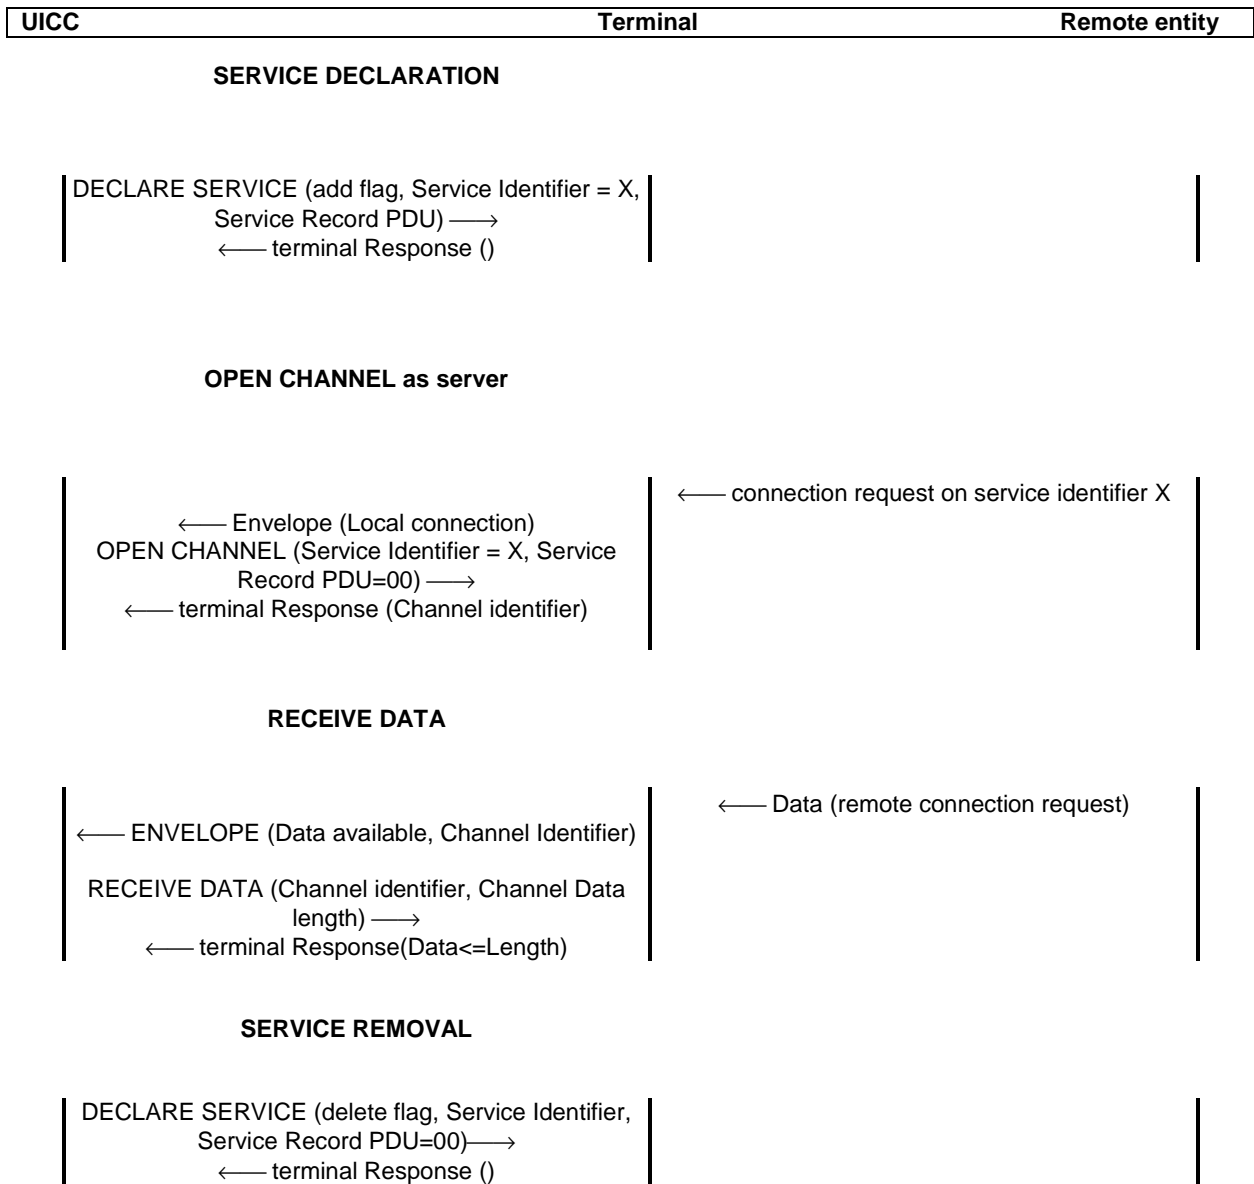 UICC Terminal Remote entity
SERVICE DECLARATION
DECLARE SERVICE (add flag, Service Identifier = X,
Service Record PDU) ⟶
⟵ terminal Response ()
OPEN CHANNEL as server
⟵ connection request on service identifier X
⟵ Envelope (Local connection)
OPEN CHANNEL (Service Identifier = X, Service
Record PDU=00) ⟶
⟵ terminal Response (Channel identifier)
RECEIVE DATA
⟵ Data (remote connection request)
⟵ ENVELOPE (Data available, Channel Identifier)
RECEIVE DATA (Channel identifier, Channel Data
length) ⟶
⟵ terminal Response(Data<=Length)
SERVICE REMOVAL
DECLARE SERVICE (delete flag, Service Identifier,
Service Record PDU=00)⟶
⟵ terminal Response ()